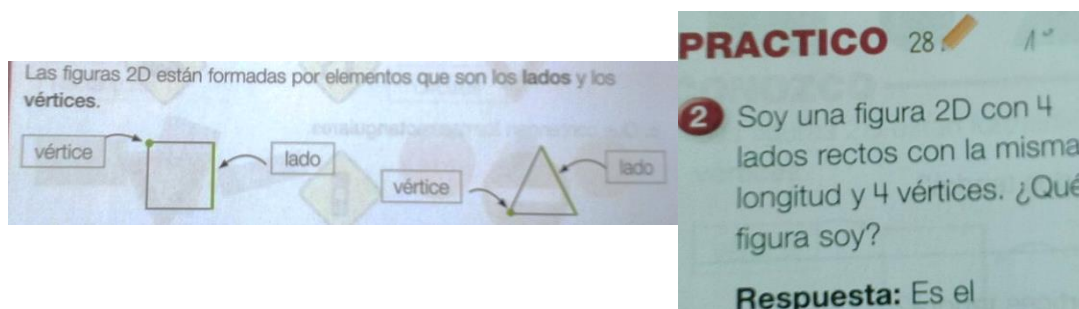 Las figuras 2D están formadas por elementos que son los lados y los
vértices.
vértice
lado
vértice
lado
PRACTICO 28.
1º
2 Soy una figura 2D con 4
lados rectos con la misma
longitud y 4 vértices. ¿Qué
figura soy?
Respuesta: Es el